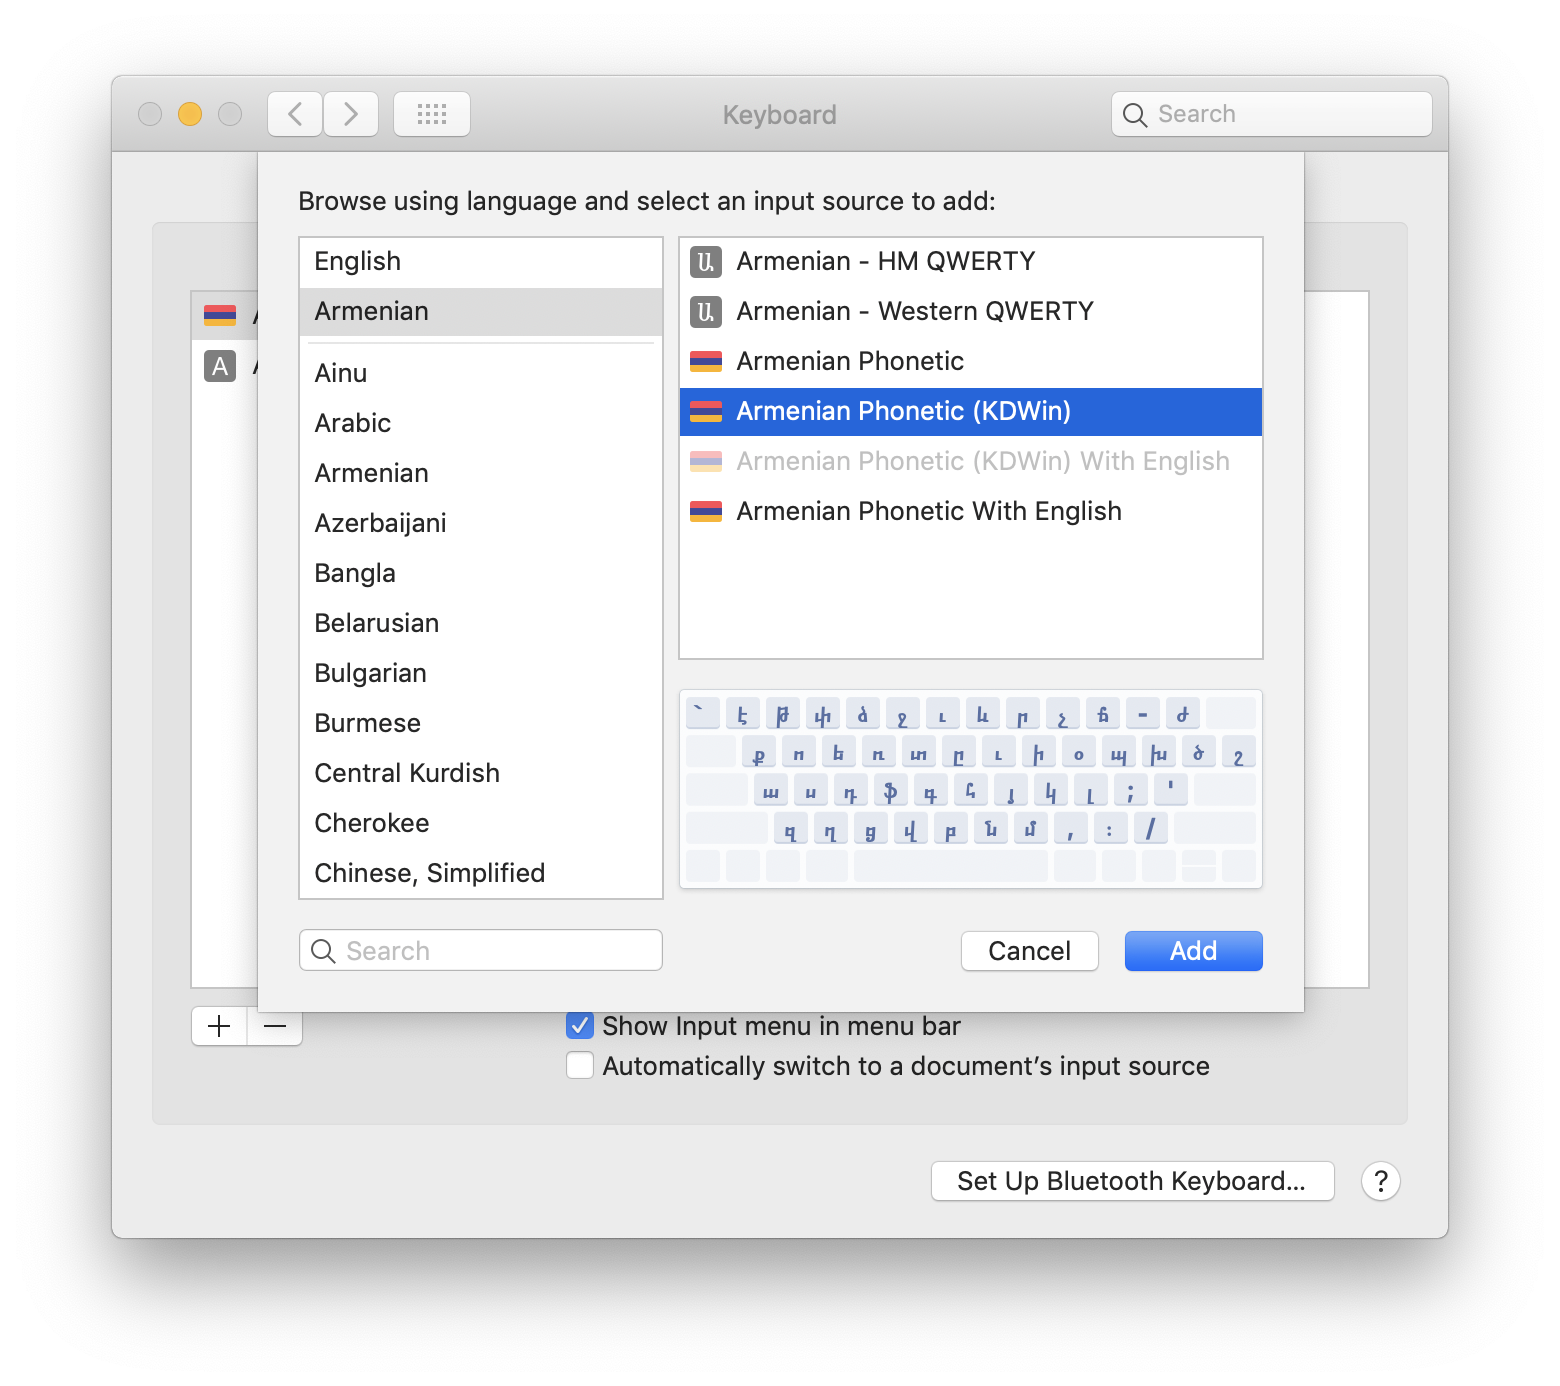 Keyboard
Search
Browse using language and select an input source to add:
English
Armenian
Ainu
Arabic
Armenian
Azerbaijani
Bangla
Belarusian
Bulgarian
Burmese
Central Kurdish
Cherokee
Chinese, Simplified
Search
Ա Armenian - HM QWERTY
Ա Armenian - Western QWERTY
Armenian Phonetic
Armenian Phonetic (KDWin)
Armenian Phonetic (KDWin) With English
Armenian Phonetic With English
՝ է թ փ ձ ջ ւ և ր չ ճ - ժ
ք ո ե ռ տ ը ւ ի օ պ խ ծ շ
ա ս դ ֆ գ հ յ կ լ ; '
զ ղ ց վ բ ն մ , : /
Cancel
Add
A
+ −
Show Input menu in menu bar
Automatically switch to a document's input source
Set Up Bluetooth Keyboard...
?